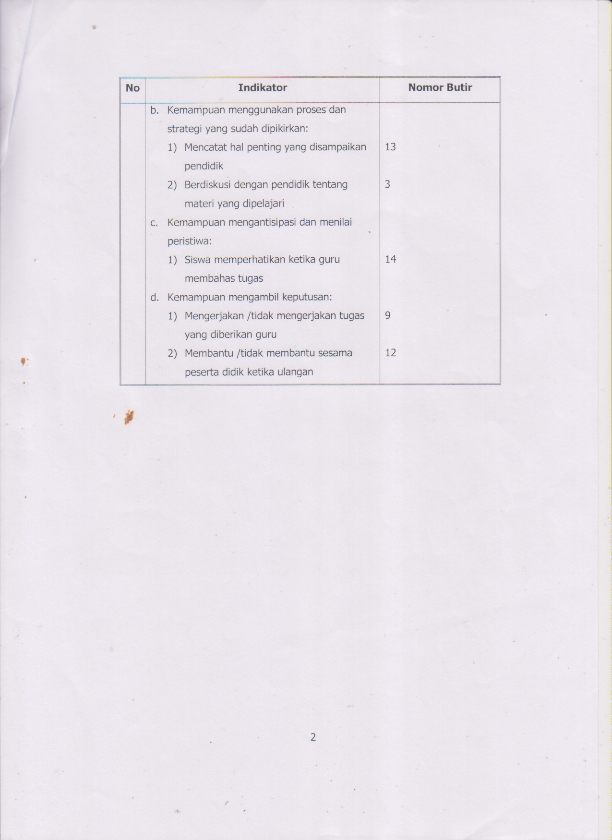 No Indikator Nomor Butir
b. Kemampuan menggunakan proses dan
strategi yang sudah dipikirkan:
1) Mencatat hal penting yang disampaikan 13
pendidik
2) Berdiskusi dengan pendidik tentang 3
materi yang dipelajari
c. Kemampuan mengantisipasi dan menilai
peristiwa:
1) Siswa memperhatikan ketika guru 14
membahas tugas
d. Kemampuan mengambil keputusan:
1) Mengerjakan /tidak mengerjakan tugas 9
yang diberikan guru
2) Membantu /tidak membantu sesama 12
peserta didik ketika ulangan
2